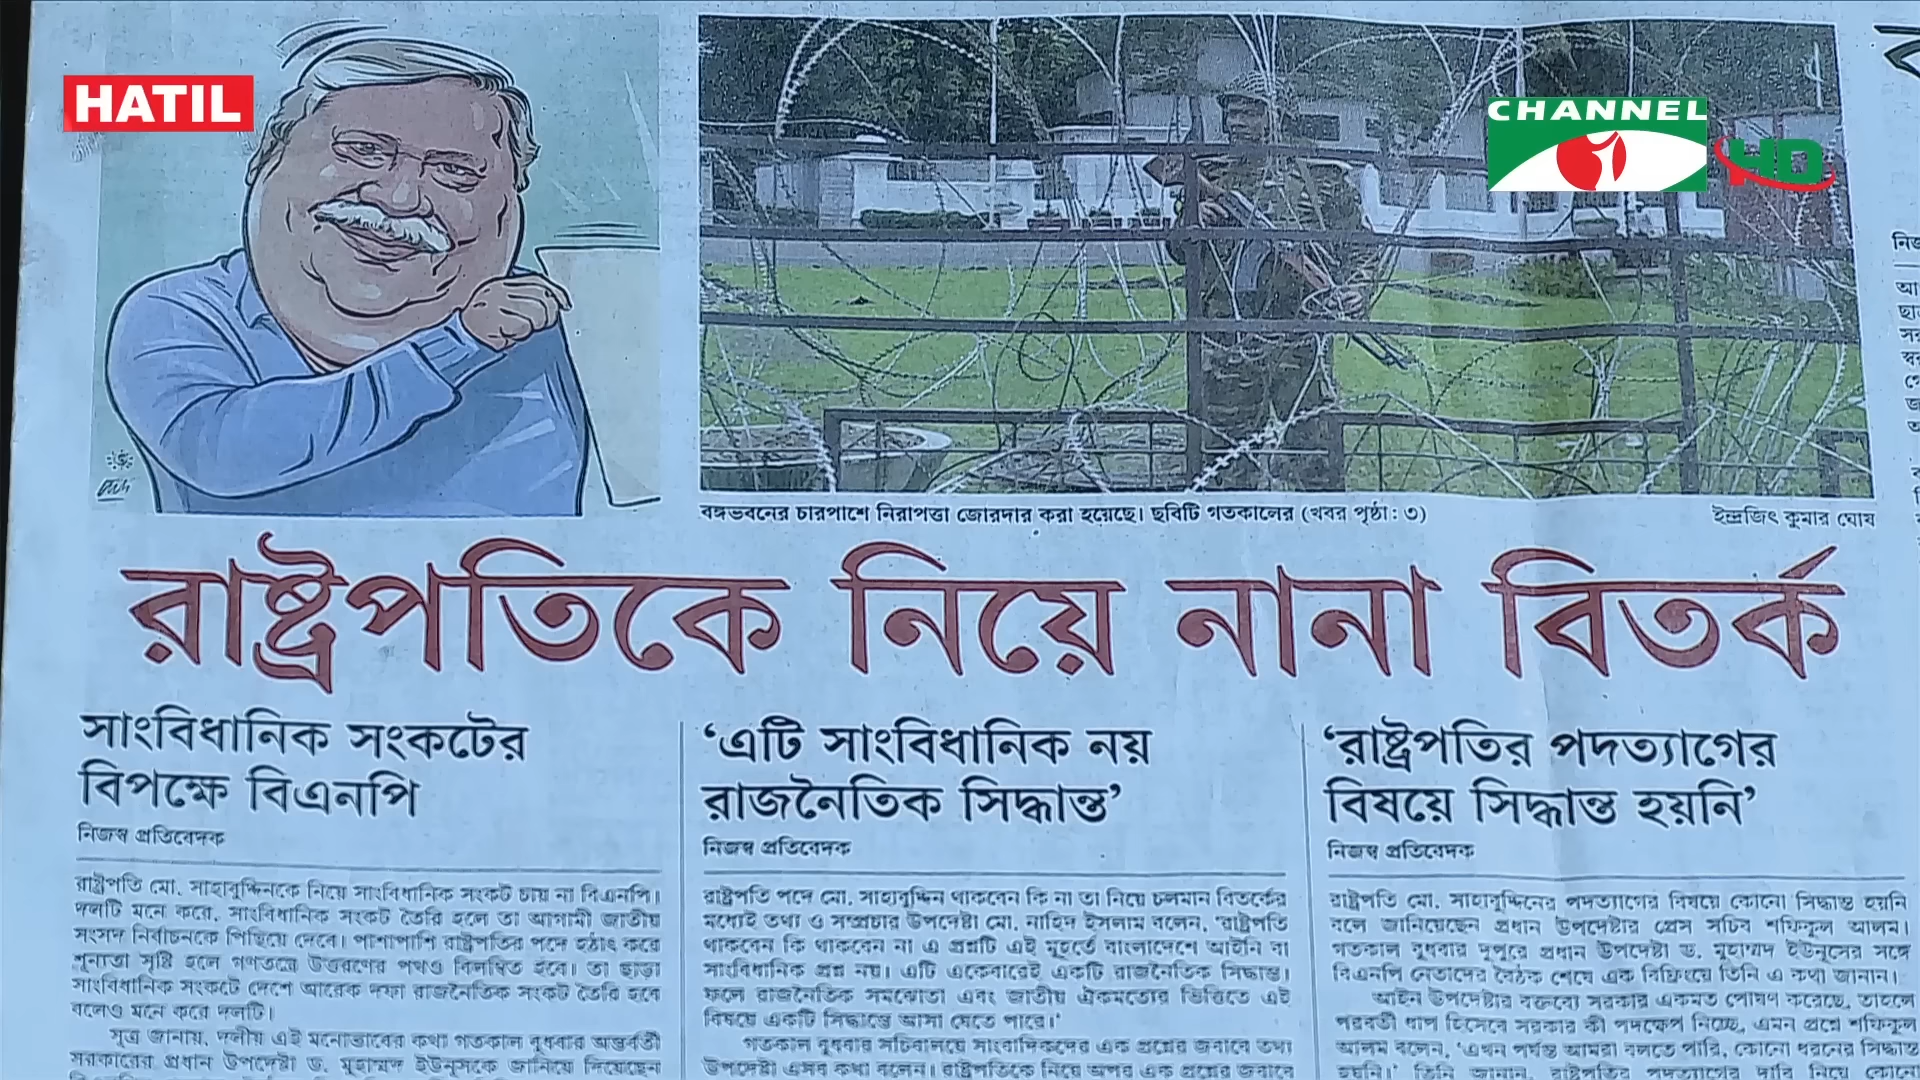 HATIL
CHANNEL
HD
বঙ্গভবনের চারপাশে নিরাপত্তা জোরদার করা হয়েছে। ছবিটি গতকালের (খবর পৃষ্ঠা: ৩)
ইন্দ্রজিৎ কুমার ঘোষ
রাষ্ট্রপতিকে নিয়ে নানা বিতর্ক
সাংবিধানিক সংকটের
বিপক্ষে বিএনপি
নিজস্ব প্রতিবেদক
রাষ্ট্রপতি মো. সাহাবুদ্দিনকে নিয়ে সাংবিধানিক সংকট চায় না বিএনপি।
দলটি মনে করে, সাংবিধানিক সংকট তৈরি হলে তা আগামী জাতীয়
সংসদ নির্বাচনকে পিছিয়ে দেবে। পাশাপাশি রাষ্ট্রপতির পদে হঠাৎ করে
শূন্যতা সৃষ্টি হলে গণতন্ত্রে উত্তরণের পথও বিলম্বিত হবে। তা ছাড়া
সাংবিধানিক সংকটে দেশে আরেক দফা রাজনৈতিক সংকট তৈরি হবে
বলেও মনে করে দলটি।
সূত্র জানায়, দলীয় এই মনোভাবের কথা গতকাল বুধবার অন্তর্বর্তী
সরকারের প্রধান উপদেষ্টা ড. মুহাম্মদ ইউনূসকে জানিয়ে দিয়েছেন
‘এটি সাংবিধানিক নয়
রাজনৈতিক সিদ্ধান্ত’
নিজস্ব প্রতিবেদক
রাষ্ট্রপতি পদে মো. সাহাবুদ্দিন থাকবেন কি না তা নিয়ে চলমান বিতর্কের
মধ্যেই তথ্য ও সম্প্রচার উপদেষ্টা মো. নাহিদ ইসলাম বলেন, ‘রাষ্ট্রপতি
থাকবেন কি থাকবেন না এ প্রশ্নটি এই মুহূর্তে বাংলাদেশে আইনি বা
সাংবিধানিক প্রশ্ন নয়। এটি একেবারেই একটি রাজনৈতিক সিদ্ধান্ত।
ফলে রাজনৈতিক সমঝোতা এবং জাতীয় ঐকমত্যের ভিত্তিতে এই
বিষয়ে একটি সিদ্ধান্তে আসা যেতে পারে।’
গতকাল বুধবার সচিবালয়ে সাংবাদিকদের এক প্রশ্নের জবাবে তথ্য
উপদেষ্টা এসব কথা বলেন। রাষ্ট্রপতিকে নিয়ে অপর এক প্রশ্নের জবাবে
‘রাষ্ট্রপতির পদত্যাগের
বিষয়ে সিদ্ধান্ত হয়নি’
নিজস্ব প্রতিবেদক
রাষ্ট্রপতি মো. সাহাবুদ্দিনের পদত্যাগের বিষয়ে কোনো সিদ্ধান্ত হয়নি
বলে জানিয়েছেন প্রধান উপদেষ্টার প্রেস সচিব শফিকুল আলম।
গতকাল বুধবার দুপুরে প্রধান উপদেষ্টা ড. মুহাম্মদ ইউনূসের সঙ্গে
বিএনপি নেতাদের বৈঠক শেষে এক ব্রিফিংয়ে তিনি এ কথা জানান।
আইন উপদেষ্টার বক্তব্যে সরকার একমত পোষণ করেছে, তাহলে
পরবর্তী ধাপ হিসেবে সরকার কী পদক্ষেপ নিচ্ছে, এমন প্রশ্নে শফিকুল
আলম বলেন, ‘এখন পর্যন্ত আমরা বলতে পারি, কোনো ধরনের সিদ্ধান্ত
হয়নি।’ তিনি জানান, রাষ্ট্রপতির পদত্যাগের দাবি নিয়ে কোনো